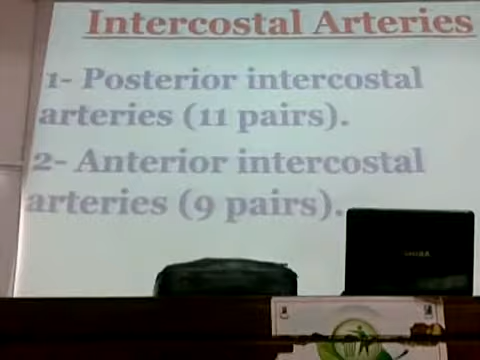 Intercostal Arteries
1- Posterior intercostal
arteries (11 pairs).
2- Anterior intercostal
arteries (9 pairs).